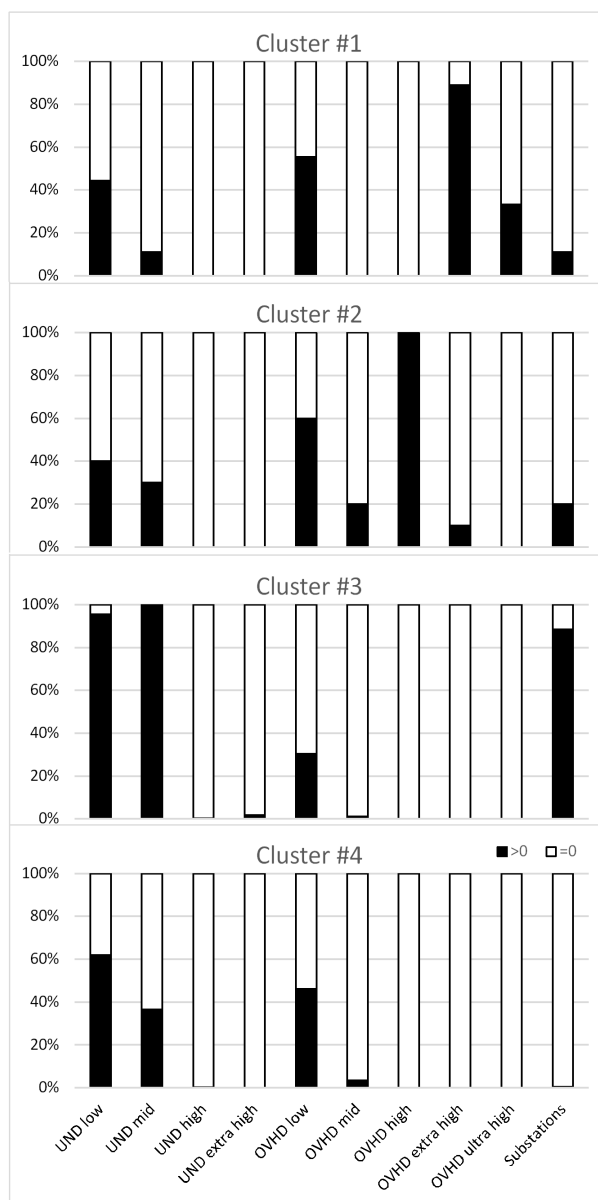 Cluster #1
100%
80%
60%
40%
20%
0%
Cluster #2
100%
80%
60%
40%
20%
0%
Cluster #3
100%
80%
60%
40%
20%
0%
Cluster #4
>0 =0
100%
80%
60%
40%
20%
0%
UND low
UND mid
UND high
UND extra high
OVHD low
OVHD mid
OVHD high
OVHD extra high
OVHD ultra high
Substations